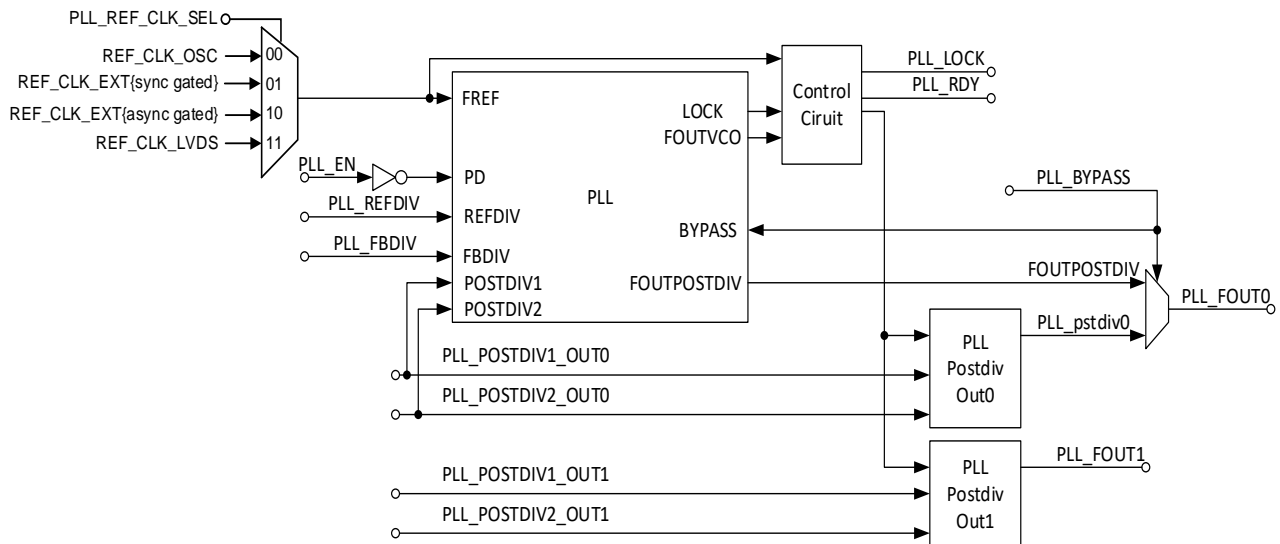 PLL_REF_CLK_SEL
REF_CLK_OSC
00
REF_CLK_EXT{sync gated}
01
REF_CLK_EXT{async gated}
10
REF_CLK_LVDS
11
PLL_EN
PLL_REFDIV
PLL_FBDIV
FREF
PD
REFDIV
FBDIV
POSTDIV1
POSTDIV2
PLL
LOCK
FOUTVCO
BYPASS
FOUTPOSTDIV
Control
Ciruit
PLL_LOCK
PLL_RDY
PLL_BYPASS
FOUTPOSTDIV
PLL_FOUT0
PLL_pstdiv0
PLL_POSTDIV1_OUT0
PLL_POSTDIV2_OUT0
PLL
Postdiv
Out0
PLL_POSTDIV1_OUT1
PLL_POSTDIV2_OUT1
PLL
Postdiv
Out1
PLL_FOUT1